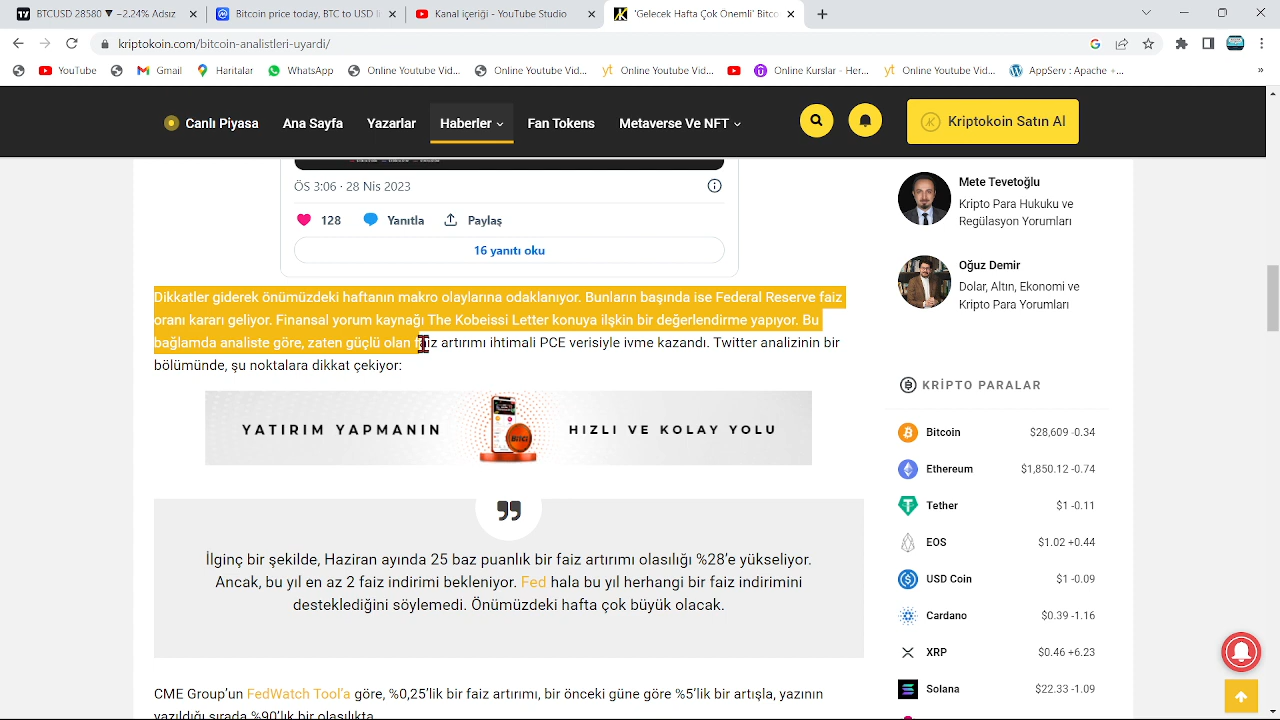 BTCUSD 28580 ▼ −2.24% Adsız
Bitcoin price today, BTC to USD li
Kanal içerikleri - YouTube Studio
'Gelecek Hafta Çok Önemli' Bitco
kriptokoin.com/bitcoin-analistleri-uyardi/
YouTube
Gmail
Haritalar
WhatsApp
Online Youtube Vid...
Online Youtube Vid...
Online Youtube Vid...
Online Kurslar - Her...
Online Youtube Vid...
AppServ : Apache +...
»
Canlı Piyasa
Ana Sayfa
Yazarlar
Haberler
Fan Tokens
Metaverse Ve NFT
Kriptokoin Satın Al
ÖS 3:06 · 28 Nis 2023
128
Yanıtla
Paylaş
16 yanıtı oku
Dikkatler giderek önümüzdeki haftanın makro olaylarına odaklanıyor. Bunların başında ise Federal Reserve faiz
oranı kararı geliyor. Finansal yorum kaynağı The Kobeissi Letter konuya ilşkin bir değerlendirme yapıyor. Bu
bağlamda analiste göre, zaten güçlü olan faiz artırımı ihtimali PCE verisiyle ivme kazandı. Twitter analizinin bir
bölümünde, şu noktalara dikkat çekiyor:
YATIRIM YAPMANIN
BITCI
HIZLI VE KOLAY YOLU
İlginç bir şekilde, Haziran ayında 25 baz puanlık bir faiz artırımı olasılığı %28’e yükseliyor.
Ancak, bu yıl en az 2 faiz indirimi bekleniyor. Fed hala bu yıl herhangi bir faiz indirimini
desteklediğini söylemedi. Önümüzdeki hafta çok büyük olacak.
CME Group’un FedWatch Tool’a göre, %0,25’lik bir faiz artırımı, bir önceki güne göre %5’lik bir artışla, yazının
yazıldığı sırada %90’lık bir olasılıkta.
Mete Tevetoğlu
Kripto Para Hukuku ve
Regülasyon Yorumları
Oğuz Demir
Dolar, Altın, Ekonomi ve
Kripto Para Yorumları
KRİPTO PARALAR
Bitcoin $28,609 -0.34
Ethereum $1,850.12 -0.74
Tether $1 -0.11
EOS $1.02 +0.44
USD Coin $1 -0.09
Cardano $0.39 -1.16
XRP $0.46 +6.23
Solana $22.33 -1.09